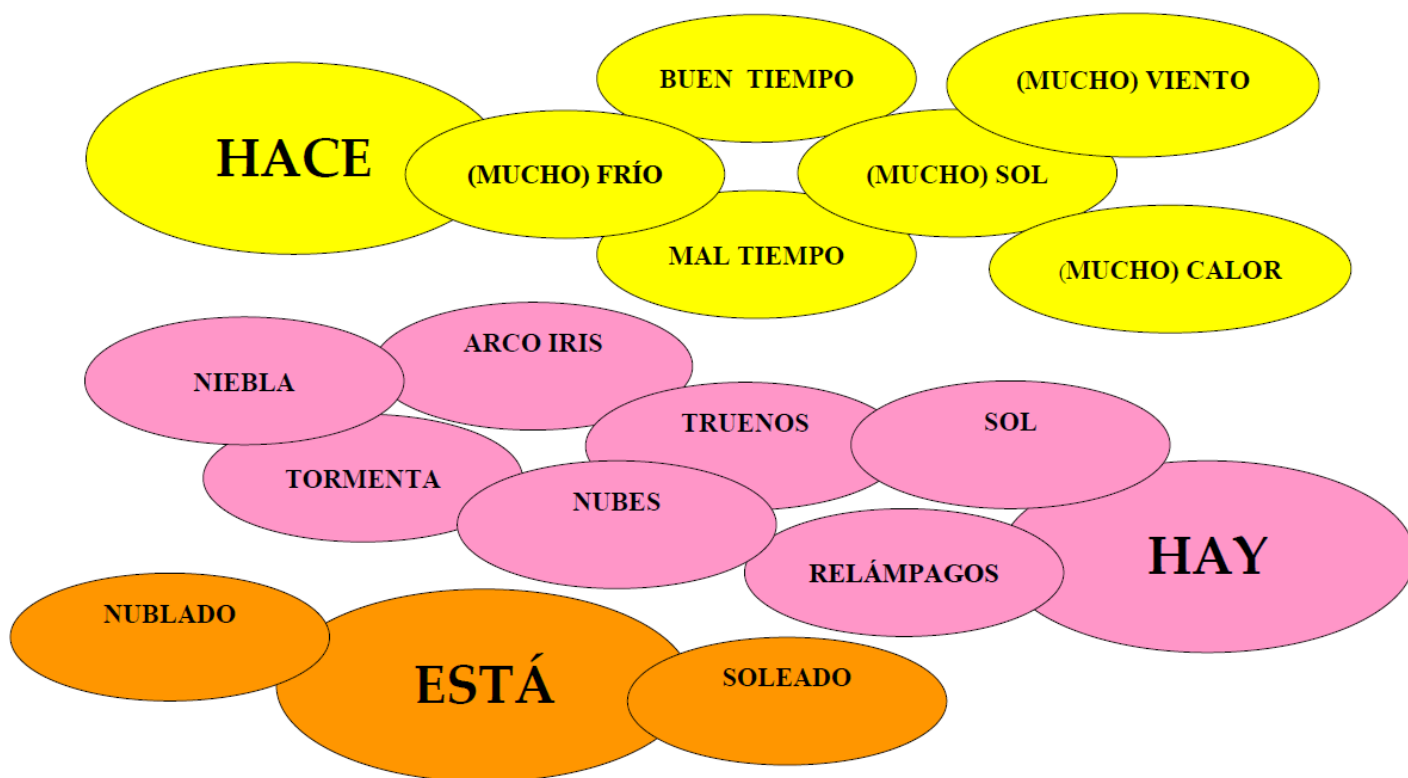 HACE
BUEN TIEMPO
(MUCHO) VIENTO
(MUCHO) FRÍO
(MUCHO) SOL
MAL TIEMPO
(MUCHO) CALOR
NIEBLA
ARCO IRIS
TRUENOS
SOL
TORMENTA
NUBES
RELÁMPAGOS
HAY
NUBLADO
ESTÁ
SOLEADO